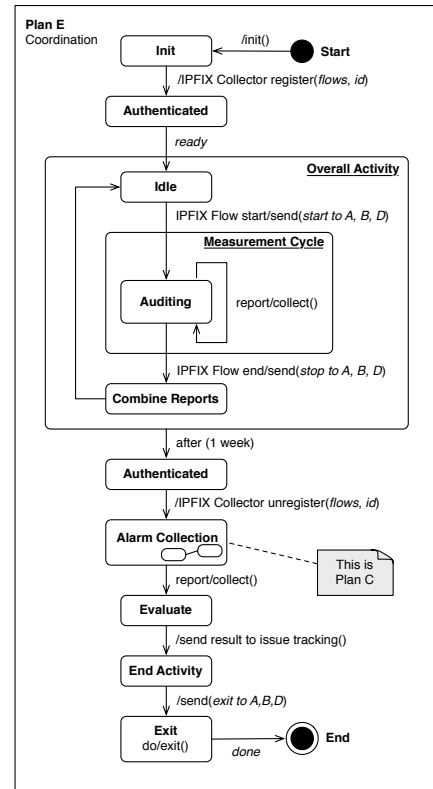 Plan E
Coordination
/init()
Init
Start
/IPFIX Collector register(flows, id)
Authenticated
ready
Overall Activity
Idle
IPFIX Flow start/send(start to A, B, D)
Measurement Cycle
Auditing
report/collect()
IPFIX Flow end/send(stop to A, B, D)
Combine Reports
after (1 week)
Authenticated
/IPFIX Collector unregister(flows, id)
Alarm Collection
This is
Plan C
report/collect()
Evaluate
/send result to issue tracking()
End Activity
/send(exit to A,B,D)
Exit
do/exit()
done
End